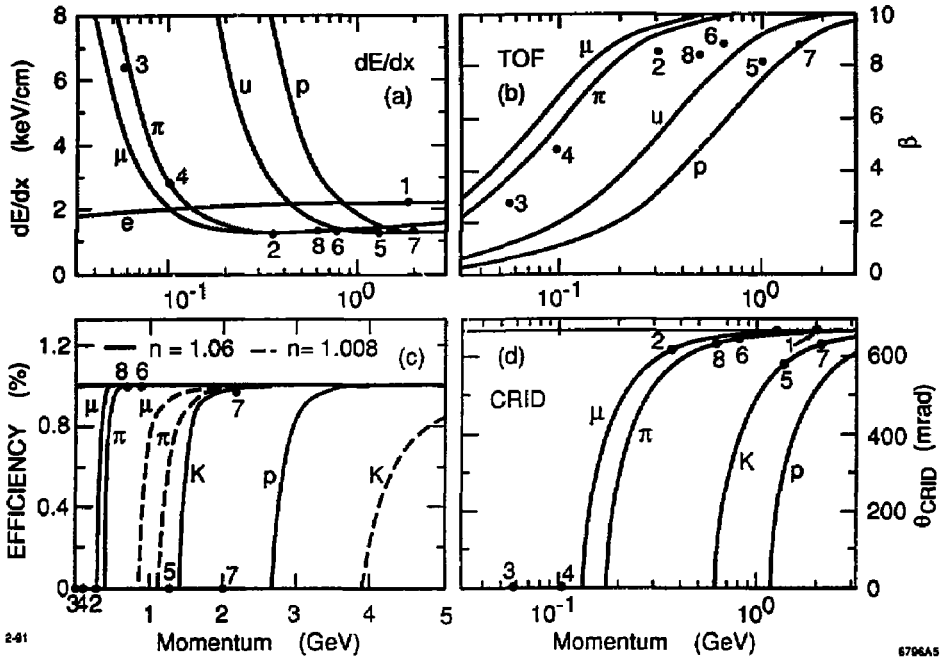 8
6
4
2
0
dE/dx (keV/cm)
3
μ
π
4
e
u
p
dE/dx
(a)
1
2
8
6
5
7
10⁻¹
10⁰
TOF
(b)
μ
π
u
p
3
4
2
8
6
5
7
10
8
6
4
2
0
β
10⁻¹
10⁰
1.2
0.8
0.4
0
EFFICIENCY (%)
n = 1.06
n = 1.008
(c)
8 6
μ
π
μ
π
K
p
K
7
3 4 2
5
7
1 2 3 4 5
Momentum (GeV)
(d)
CRID
μ
π
K
p
2
8
6
1
5
7
3
4
600
400
200
0
θCRID (mrad)
10⁻¹
10⁰
Momentum (GeV)
2-91
6796A5